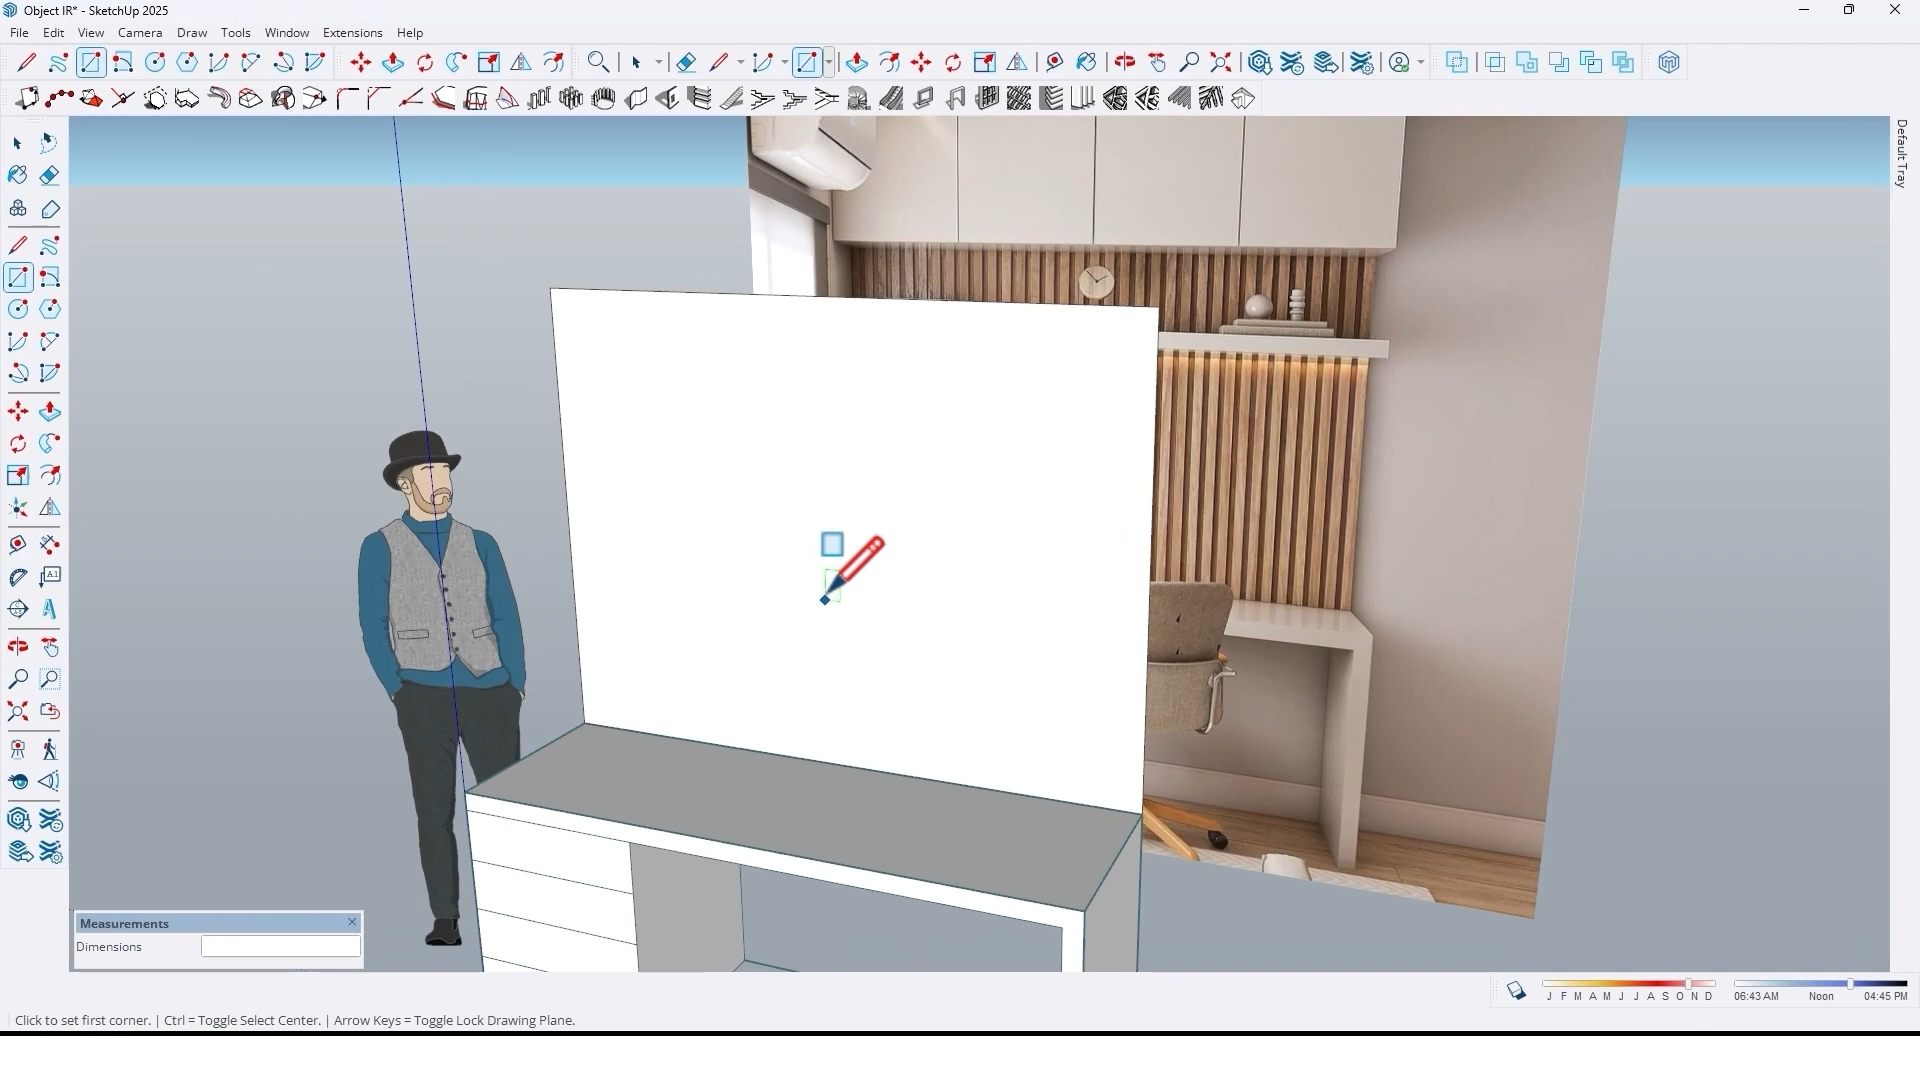 Object IR* - SketchUp 2025
File Edit View Camera Draw Tools Window Extensions Help
Default Tray
A1
A
Measurements
Dimensions
J F M A M J J A S O N D
06:43 AM Noon 04:45 PM
Click to set first corner. | Ctrl = Toggle Select Center. | Arrow Keys = Toggle Lock Drawing Plane.